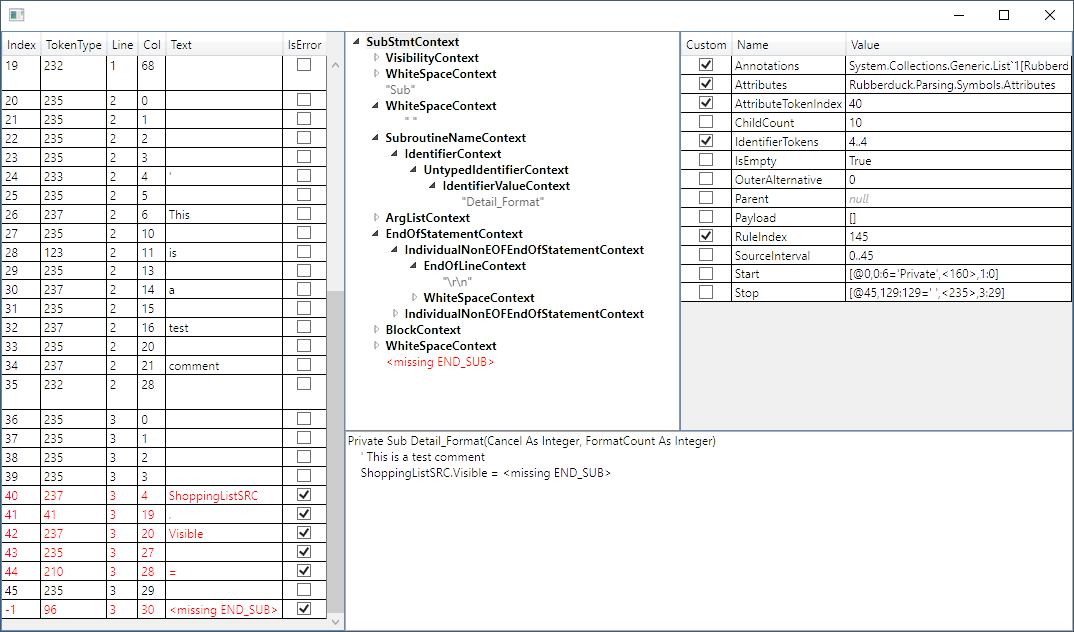 Index TokenType Line Col Text IsError
19 232 1 68
20 235 2 0
21 235 2 1
22 235 2 2
23 235 2 3
24 233 2 4 '
25 235 2 5
26 237 2 6 This
27 235 2 10
28 123 2 11 is
29 235 2 13
30 237 2 14 a
31 235 2 15
32 237 2 16 test
33 235 2 20
34 237 2 21 comment
35 232 2 28
36 235 3 0
37 235 3 1
38 235 3 2
39 235 3 3
40 237 3 4 ShoppingListSRC
41 41 3 19 .
42 237 3 20 Visible
43 235 3 27
44 210 3 28 =
45 235 3 29
-1 96 3 30 <missing END_SUB>
SubStmtContext
VisibilityContext
WhiteSpaceContext
"Sub"
WhiteSpaceContext
" "
SubroutineNameContext
IdentifierContext
UntypedIdentifierContext
IdentifierValueContext
"Detail_Format"
ArgListContext
EndOfStatementContext
IndividualNonEOFEndOfStatementContext
EndOfLineContext
"\r\n"
WhiteSpaceContext
IndividualNonEOFEndOfStatementContext
BlockContext
WhiteSpaceContext
<missing END_SUB>
Custom Name Value
Annotations System.Collections.Generic.List`1[Rubberd
Attributes Rubberduck.Parsing.Symbols.Attributes
AttributeTokenIndex 40
ChildCount 10
IdentifierTokens 4..4
IsEmpty True
OuterAlternative 0
Parent null
Payload []
RuleIndex 145
SourceInterval 0..45
Start [@0,0:6='Private',<160>,1:0]
Stop [@45,129:129=' ',<235>,3:29]
Private Sub Detail_Format(Cancel As Integer, FormatCount As Integer)
' This is a test comment
ShoppingListSRC.Visible = <missing END_SUB>